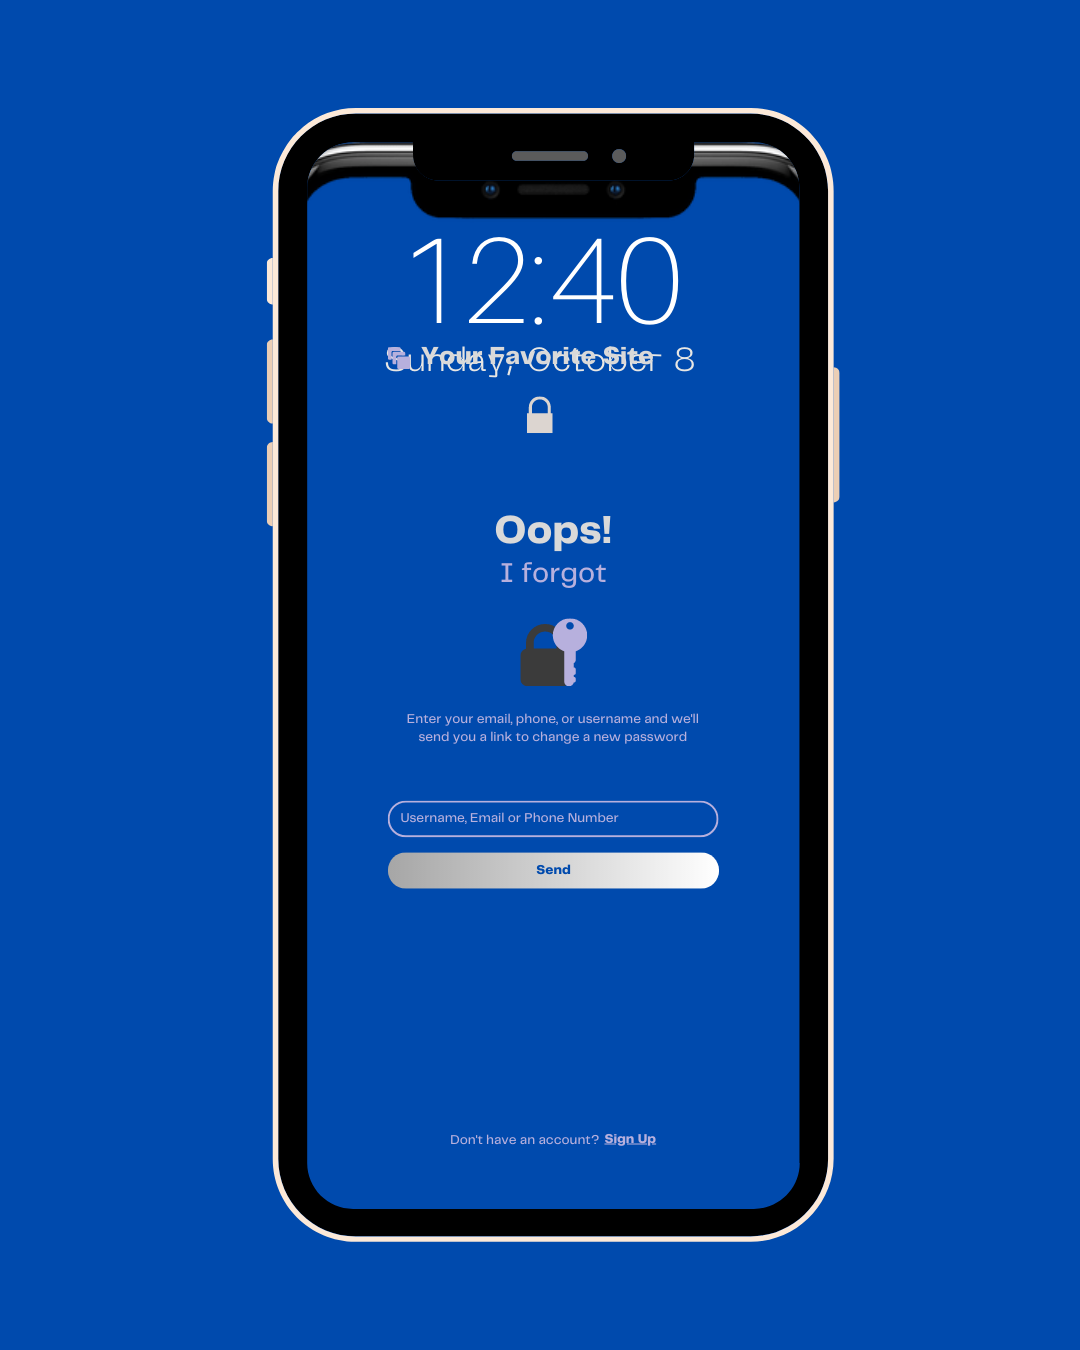 12:40
Sunday, October 8
Your Favorite Site
Oops!
I forgot
Enter your email, phone, or username and we'll
send you a link to change a new password
Username, Email or Phone Number
Send
Don't have an account? Sign Up